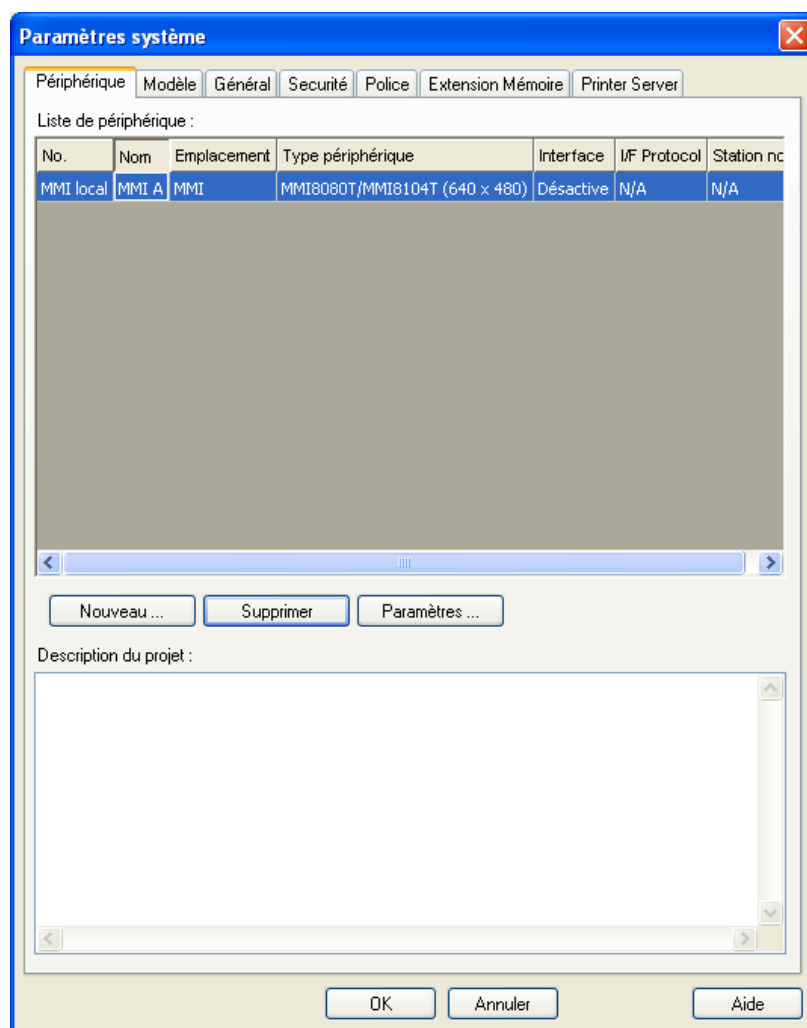 Paramètres système
Périphérique Modèle Général Securité Police Extension Mémoire Printer Server
Liste de périphérique :
No. Nom Emplacement Type périphérique Interface I/F Protocol Station no
MMI local MMI A MMI MMI8080T/MMI8104T (640 x 480) Désactive N/A N/A
Nouveau ... Supprimer Paramètres ...
Description du projet :
OK Annuler Aide